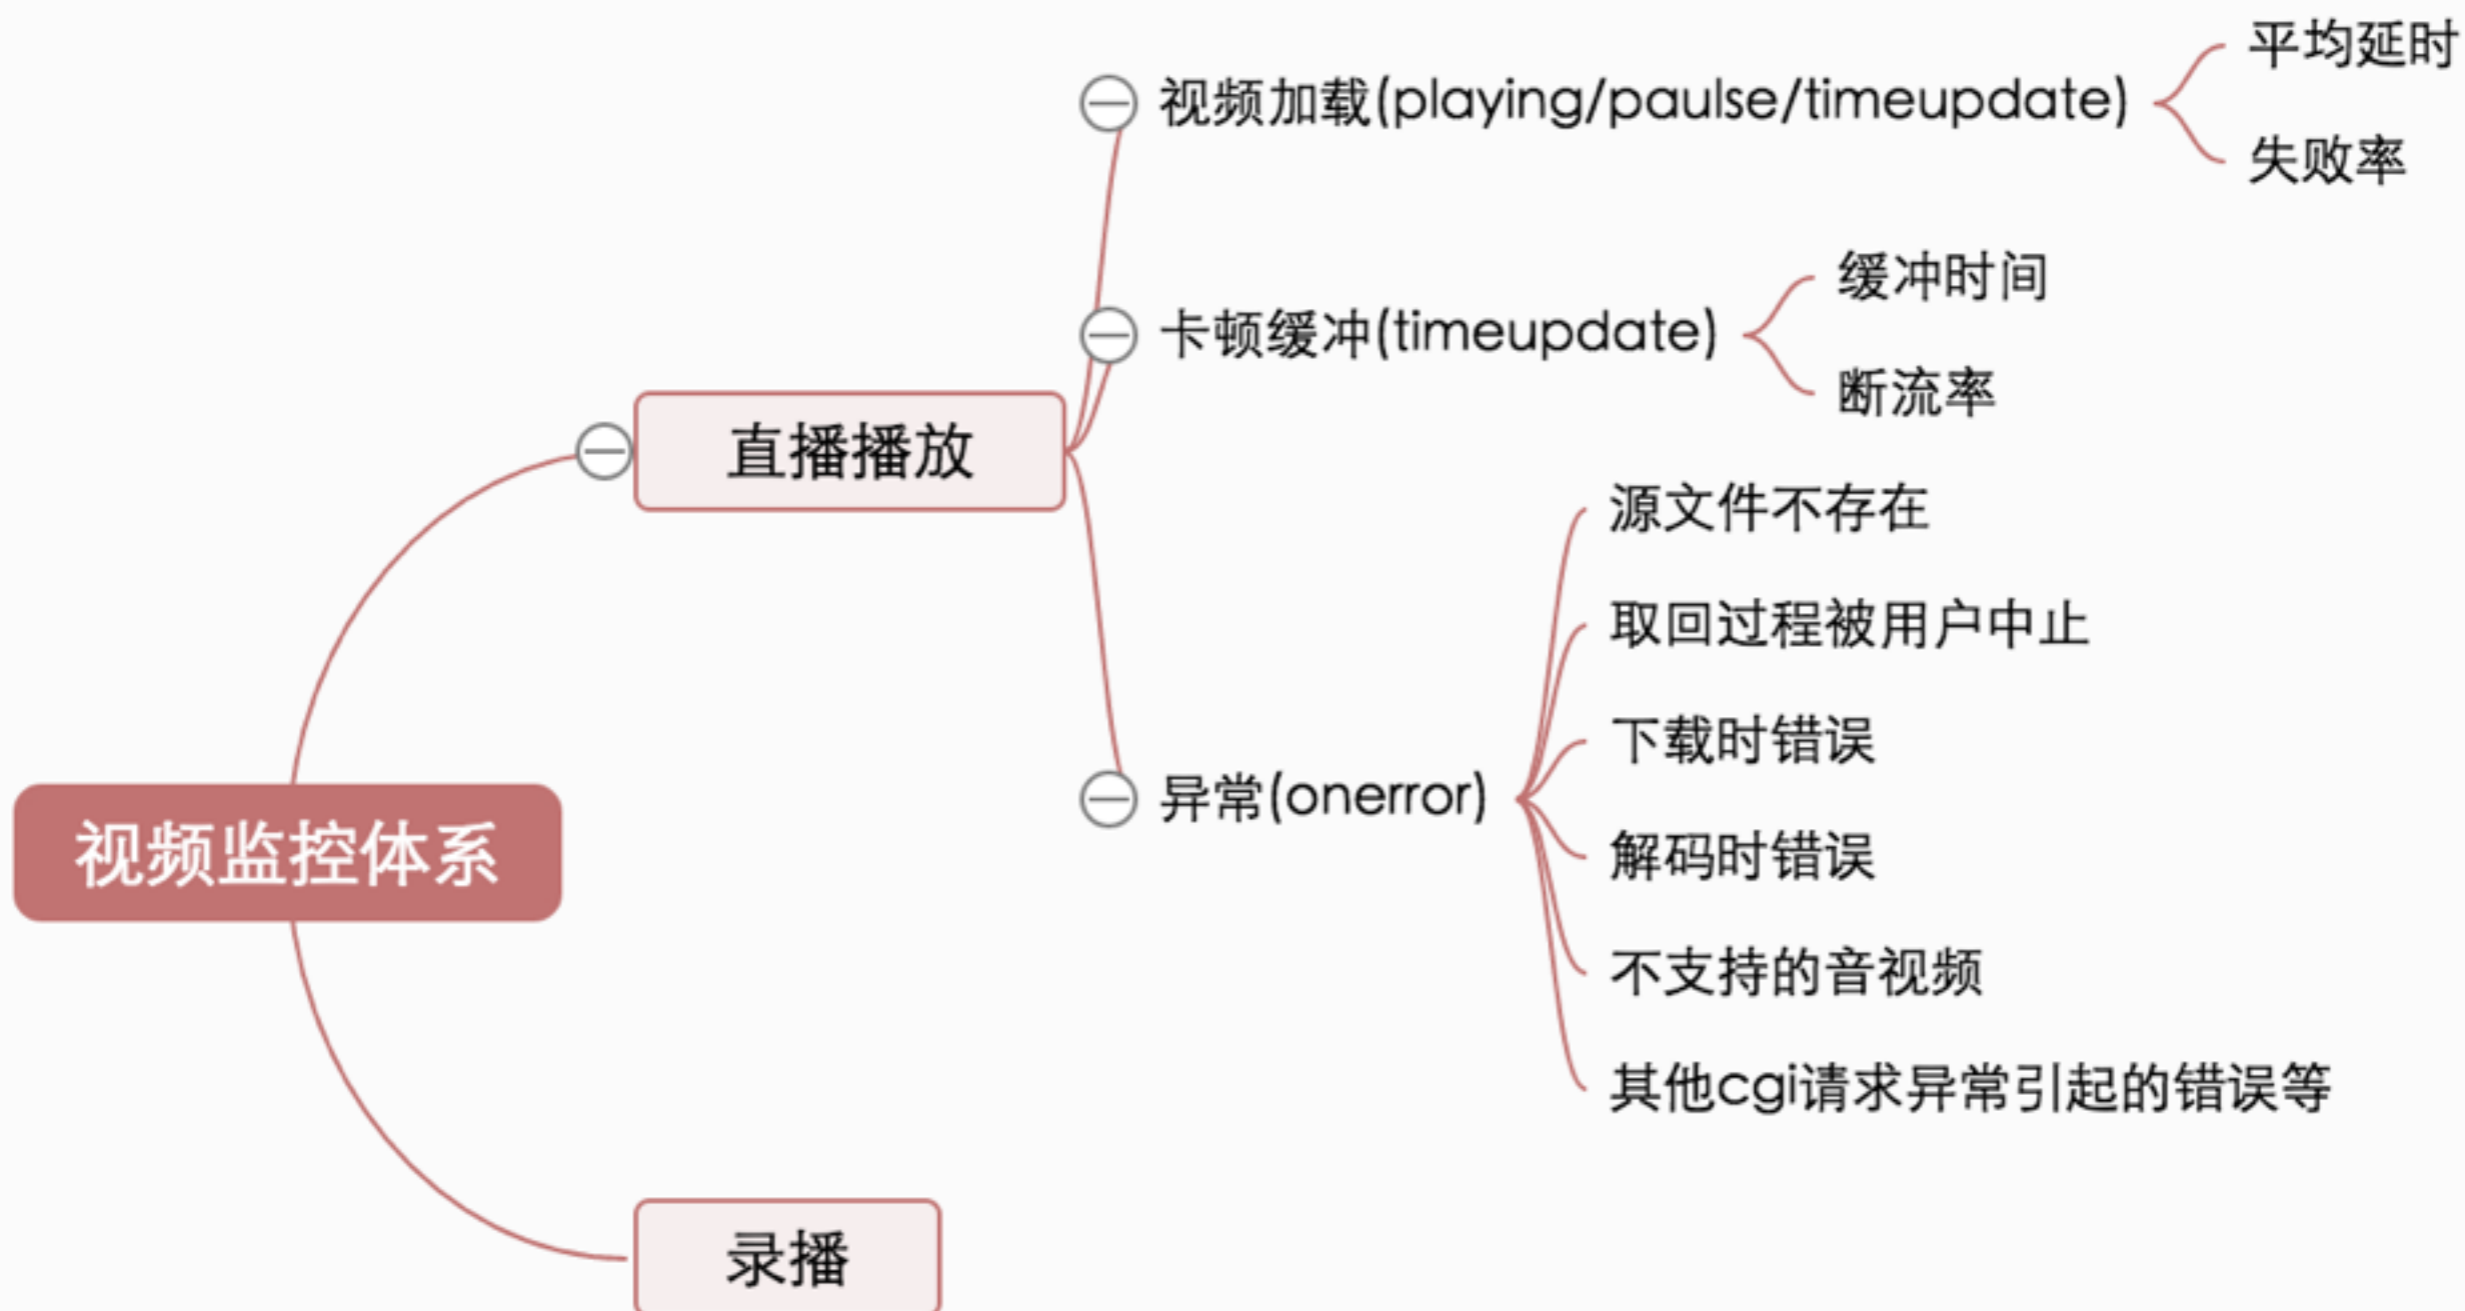 视频监控体系
直播播放
视频加载(playing/paulse/timeupdate)
平均延时
失败率
卡顿缓冲(timeupdate)
缓冲时间
断流率
异常(onerror)
源文件不存在
取回过程被用户中止
下载时错误
解码时错误
不支持的音视频
其他cgi请求异常引起的错误等
录播